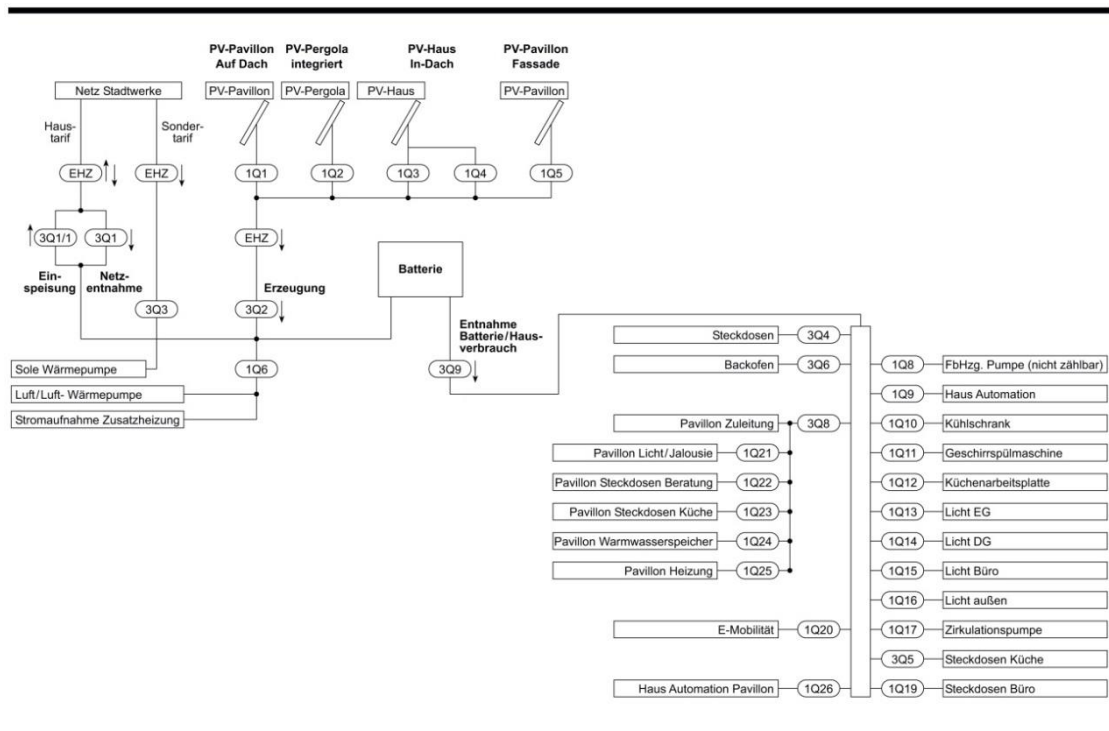 PV-Pavillon
Auf Dach
PV-Pergola
integriert
PV-Haus
In-Dach
PV-Pavillon
Fassade
Netz Stadtwerke
PV-Pavillon
PV-Pergola
PV-Haus
PV-Pavillon
Haus-
tarif
Sonder-
tarif
EHZ
EHZ
1Q1
1Q2
1Q3
1Q4
1Q5
3Q1/1
3Q1
EHZ
Ein-
speisung
Netz-
entnahme
Batterie
Erzeugung
3Q3
3Q2
Entnahme
Batterie/Haus-
verbrauch
Sole Wärmepumpe
1Q6
3Q9
Luft/Luft- Wärmepumpe
Stromaufnahme Zusatzheizung
Steckdosen
3Q4
Backofen
3Q6
1Q8
FbHzg. Pumpe (nicht zählbar)
1Q9
Haus Automation
Pavillon Zuleitung
3Q8
1Q10
Kühlschrank
Pavillon Licht/Jalousie
1Q21
1Q11
Geschirrspülmaschine
Pavillon Steckdosen Beratung
1Q22
1Q12
Küchenarbeitsplatte
Pavillon Steckdosen Küche
1Q23
1Q13
Licht EG
Pavillon Warmwasserspeicher
1Q24
1Q14
Licht DG
Pavillon Heizung
1Q25
1Q15
Licht Büro
1Q16
Licht außen
E-Mobilität
1Q20
1Q17
Zirkulationspumpe
3Q5
Steckdosen Küche
Haus Automation Pavillon
1Q26
1Q19
Steckdosen Büro